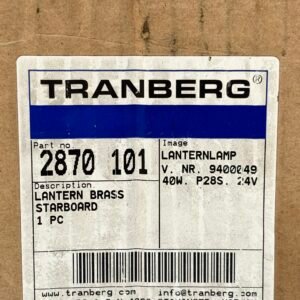 TRANBERG®
Part no
2870 101
Description
LANTERN BRASS
STARBOARD
1 PC
Image
LANTERNLAMP
V. NR. 9400049
40W. P28S. 24V
www.tranberg.com info@tranberg.com